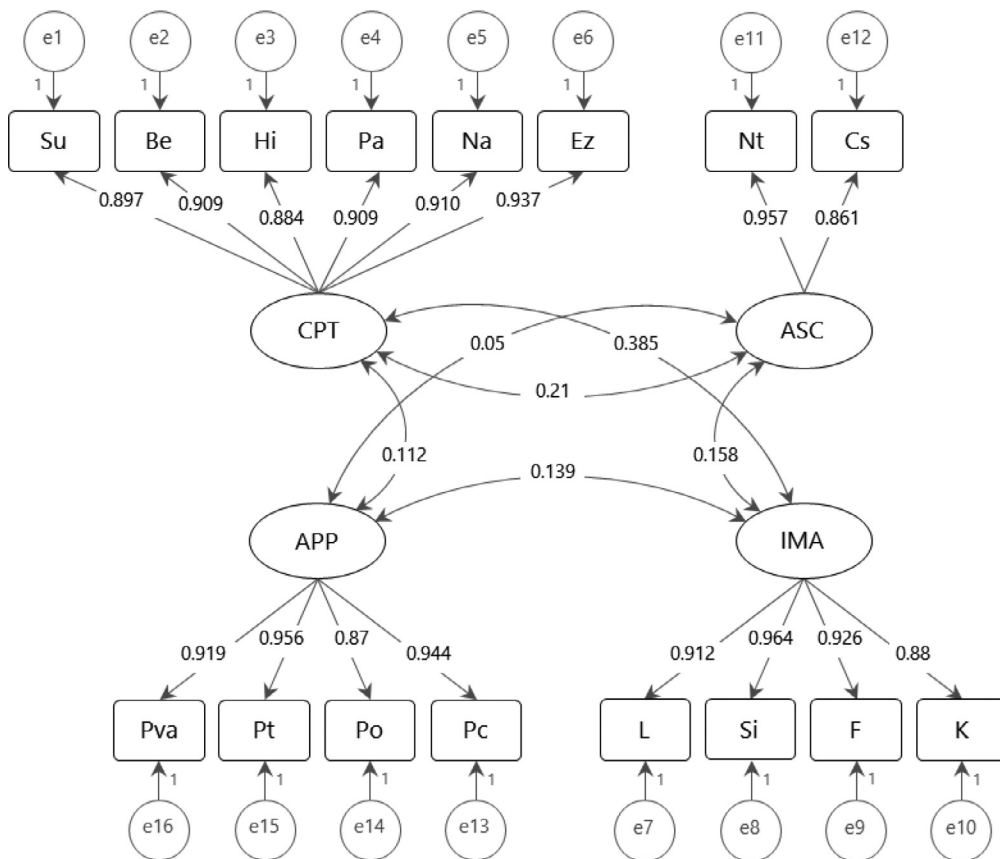 e1 e2 e3 e4 e5 e6 e11 e12
1 1 1 1 1 1 1 1
Su Be Hi Pa Na Ez Nt Cs
0.897 0.909 0.884 0.909 0.910 0.937 0.957 0.861
CPT ASC
0.05 0.385
0.21
0.112 0.158
0.139
APP IMA
0.919 0.956 0.87 0.944 0.912 0.964 0.926 0.88
Pva Pt Po Pc L Si F K
1 1 1 1 1 1 1 1
e16 e15 e14 e13 e7 e8 e9 e10